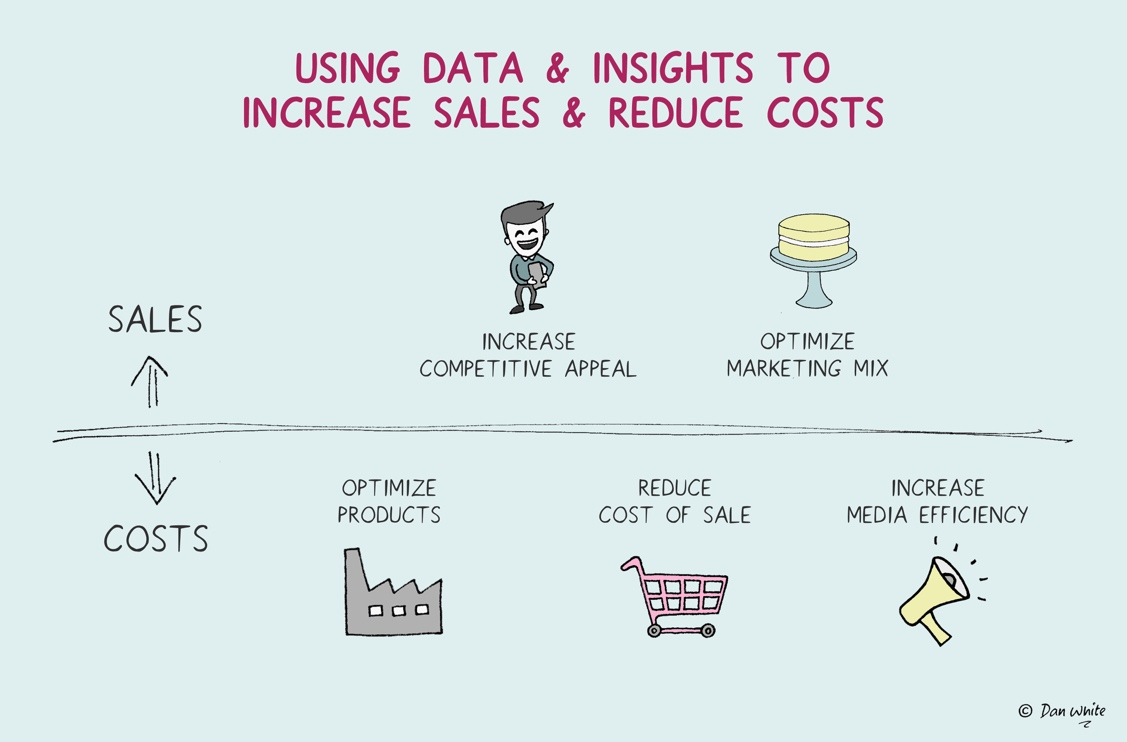 USING DATA & INSIGHTS TO
INCREASE SALES & REDUCE COSTS
SALES
INCREASE
COMPETITIVE APPEAL
OPTIMIZE
MARKETING MIX
COSTS
OPTIMIZE
PRODUCTS
REDUCE
COST OF SALE
INCREASE
MEDIA EFFICIENCY
© Dan White